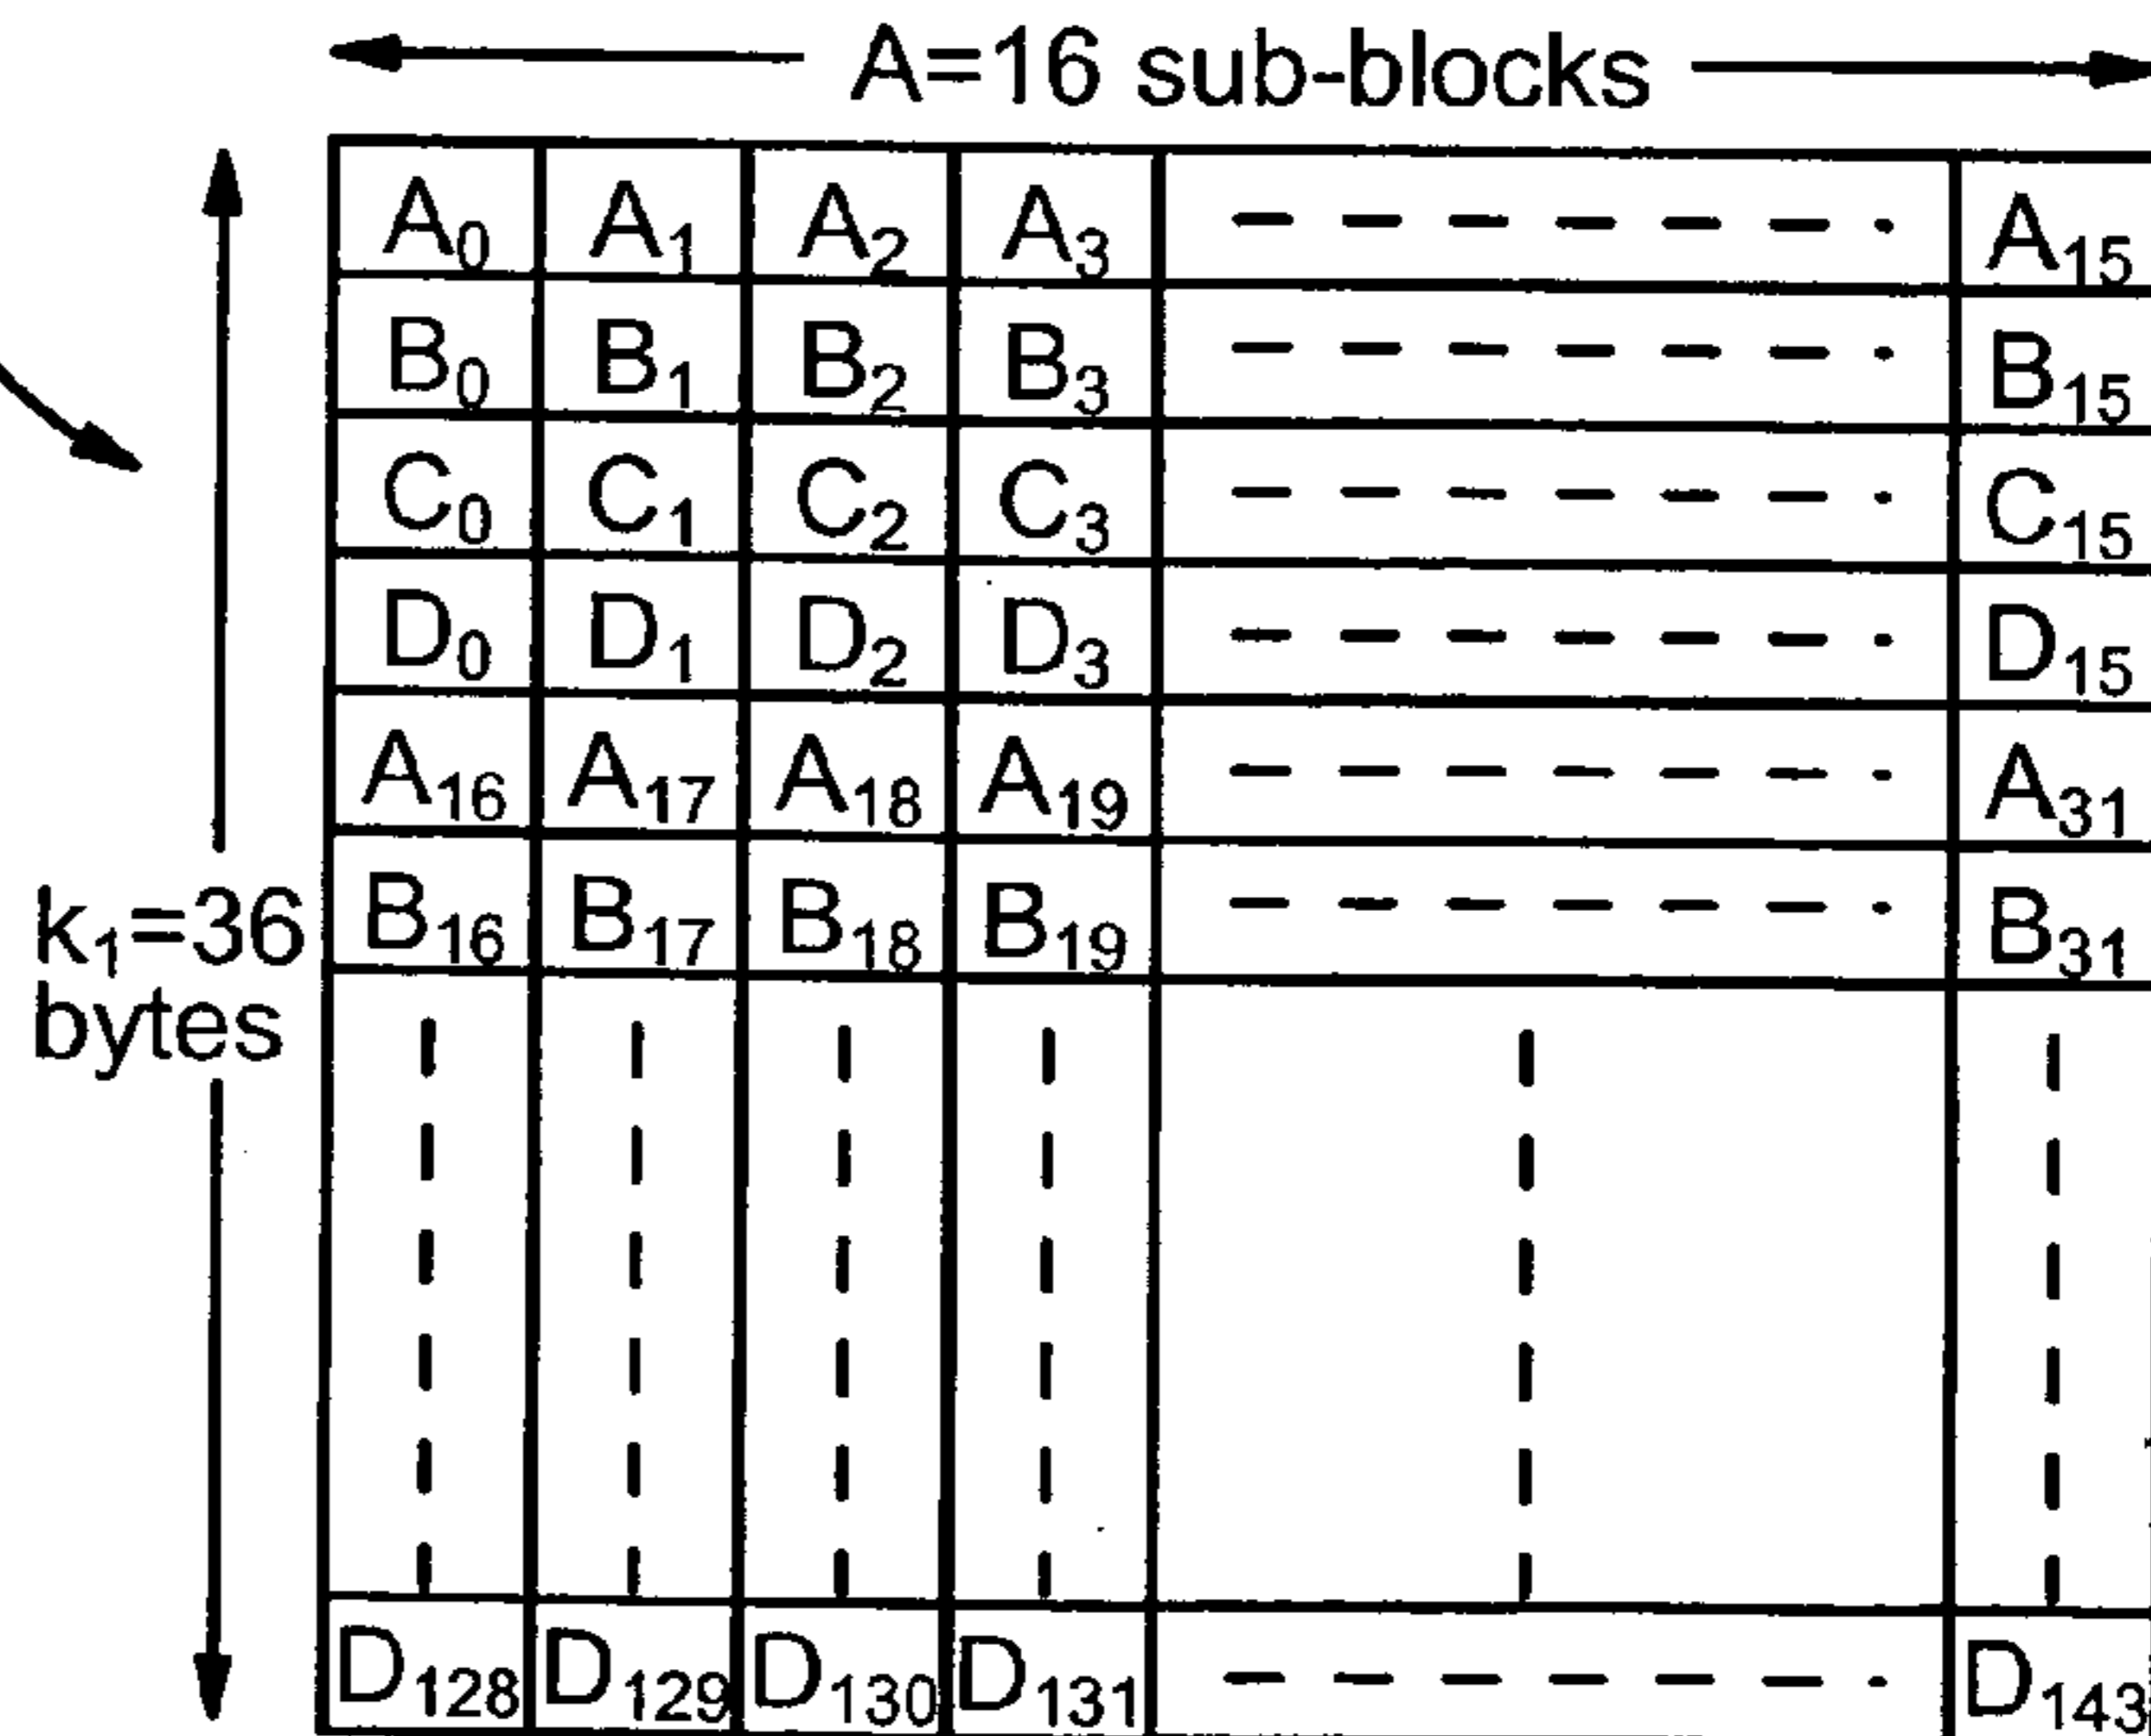 A=16 sub-blocks
A₀ A₁ A₂ A₃ A₁₅
B₀ B₁ B₂ B₃ B₁₅
C₀ C₁ C₂ C₃ C₁₅
D₀ D₁ D₂ D₃ D₁₅
A₁₆ A₁₇ A₁₈ A₁₉ A₃₁
B₁₆ B₁₇ B₁₈ B₁₉ B₃₁
k₁=36
bytes
D₁₂₈ D₁₂₉ D₁₃₀ D₁₃₁ D₁₄₃